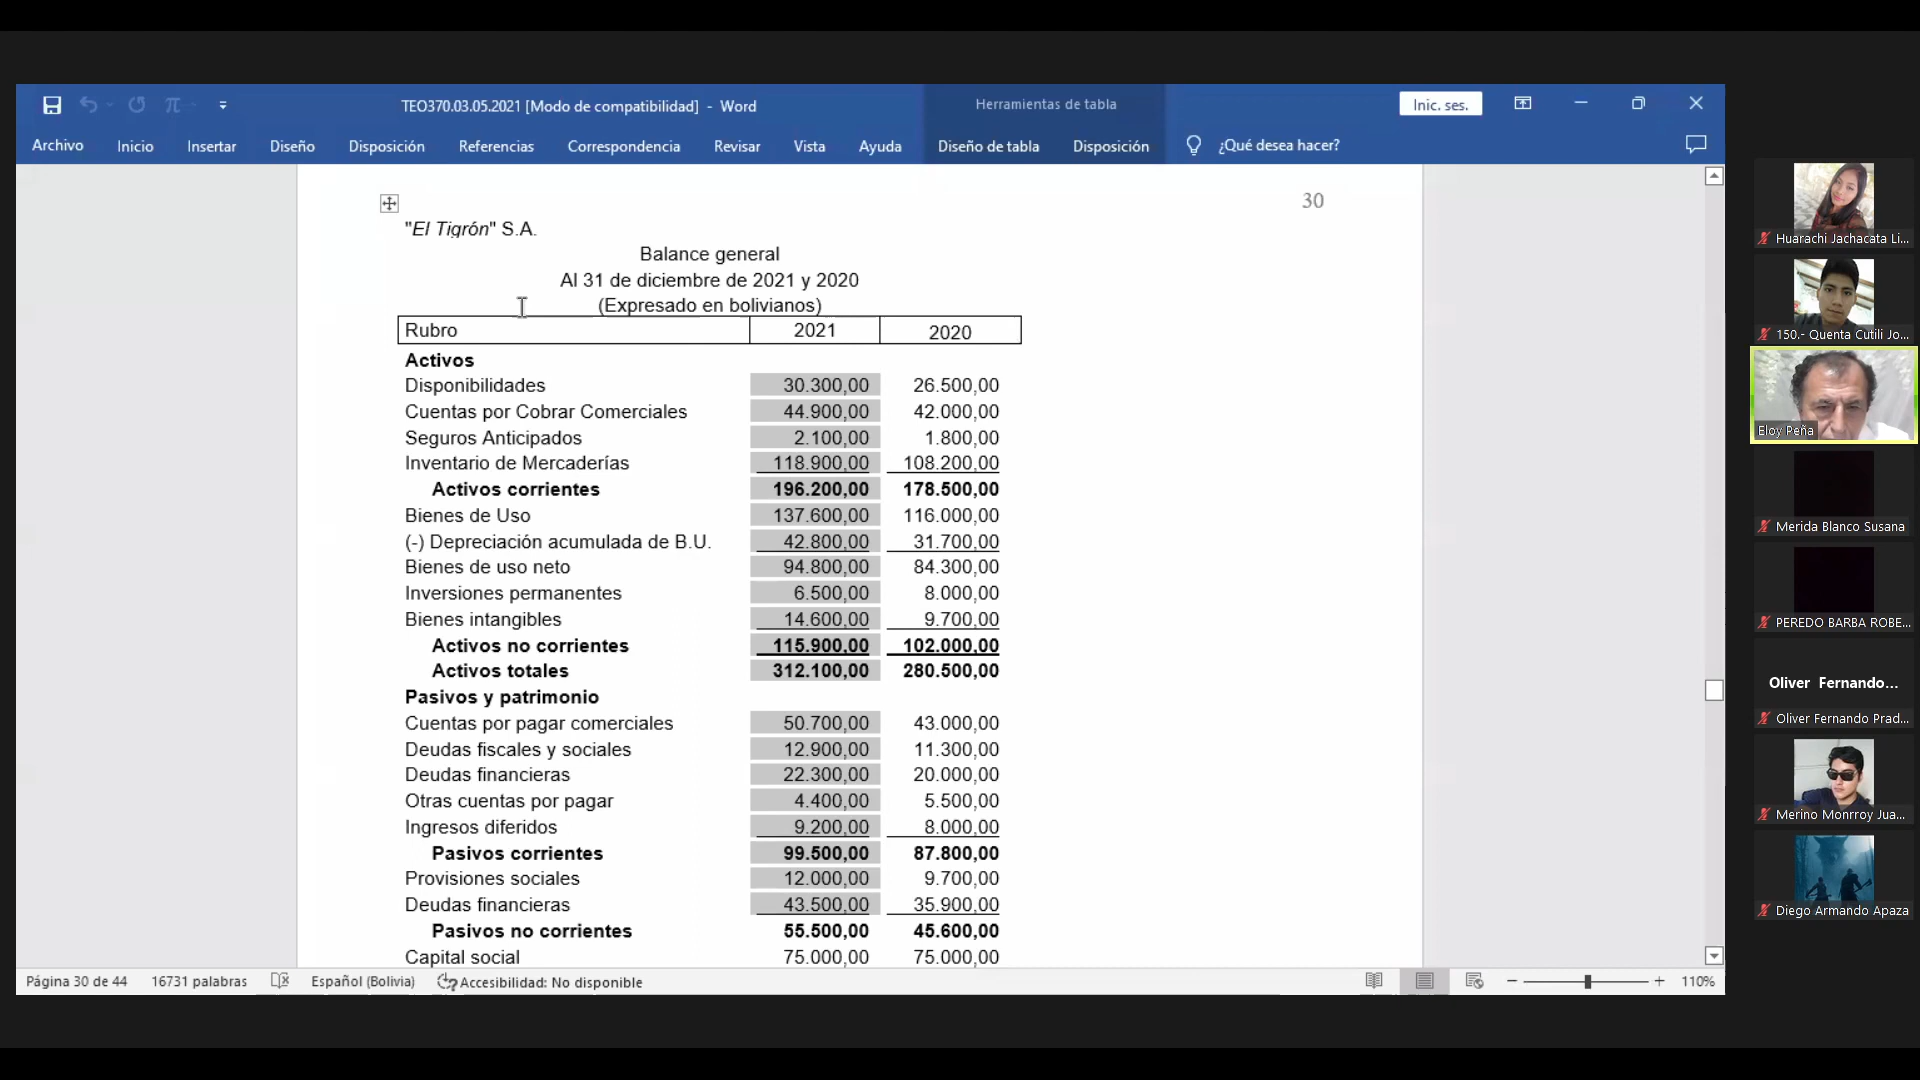 TEO370.03.05.2021 [Modo de compatibilidad] - Word
Herramientas de tabla
Inic. ses.
Archivo Inicio Insertar Diseño Disposición Referencias Correspondencia Revisar Vista Ayuda Diseño de tabla Disposición ¿Qué desea hacer?
30
"El Tigrón" S.A.
Balance general
Al 31 de diciembre de 2021 y 2020
(Expresado en bolivianos)
Rubro 2021 2020
Activos
Disponibilidades 30.300,00 26.500,00
Cuentas por Cobrar Comerciales 44.900,00 42.000,00
Seguros Anticipados 2.100,00 1.800,00
Inventario de Mercaderías 118.900,00 108.200,00
Activos corrientes 196.200,00 178.500,00
Bienes de Uso 137.600,00 116.000,00
(-) Depreciación acumulada de B.U. 42.800,00 31.700,00
Bienes de uso neto 94.800,00 84.300,00
Inversiones permanentes 6.500,00 8.000,00
Bienes intangibles 14.600,00 9.700,00
Activos no corrientes 115.900,00 102.000,00
Activos totales 312.100,00 280.500,00
Pasivos y patrimonio
Cuentas por pagar comerciales 50.700,00 43.000,00
Deudas fiscales y sociales 12.900,00 11.300,00
Deudas financieras 22.300,00 20.000,00
Otras cuentas por pagar 4.400,00 5.500,00
Ingresos diferidos 9.200,00 8.000,00
Pasivos corrientes 99.500,00 87.800,00
Provisiones sociales 12.000,00 9.700,00
Deudas financieras 43.500,00 35.900,00
Pasivos no corrientes 55.500,00 45.600,00
Capital social 75.000,00 75.000,00
Página 30 de 44 16731 palabras Español (Bolivia) Accesibilidad: No disponible 110%
Huarachi Jachacata Li...
150.- Quenta Cutili Jo...
Eloy Peña
Merida Blanco Susana
PEREDO BARBA ROBE...
Oliver Fernando...
Oliver Fernando Prad...
Merino Monrroy Jua...
Diego Armando Apaza